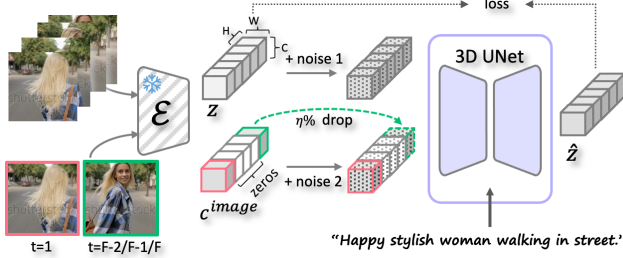 loss
H
W
C
+ noise 1
3D UNet
ℰ
z
η% drop
ẑ
zeros
+ noise 2
c^image
t=1
t=F-2/F-1/F
"Happy stylish woman walking in street."